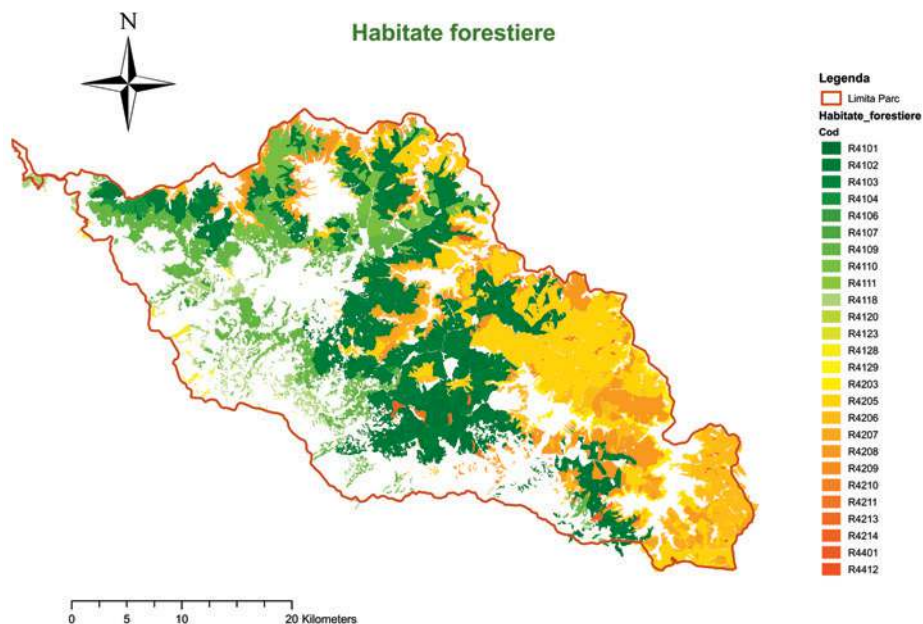 Habitate forestiere
N
Legenda
Limita Parc
Habitate_forestiere
Cod
R4101
R4102
R4103
R4104
R4106
R4107
R4109
R4110
R4111
R4118
R4120
R4123
R4128
R4129
R4203
R4205
R4206
R4207
R4208
R4209
R4210
R4211
R4213
R4214
R4401
R4412
0 5 10 20 Kilometers